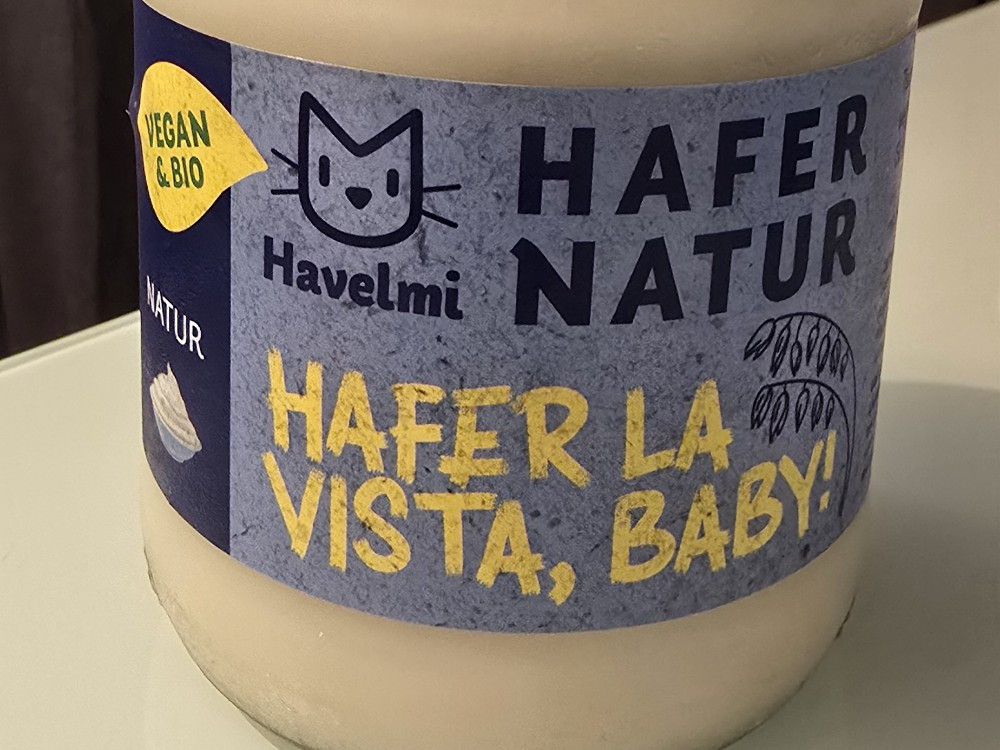 VEGAN
& BIO
NATUR
Havelmi
HAFER
NATUR
HAFER LA
VISTA, BABY!